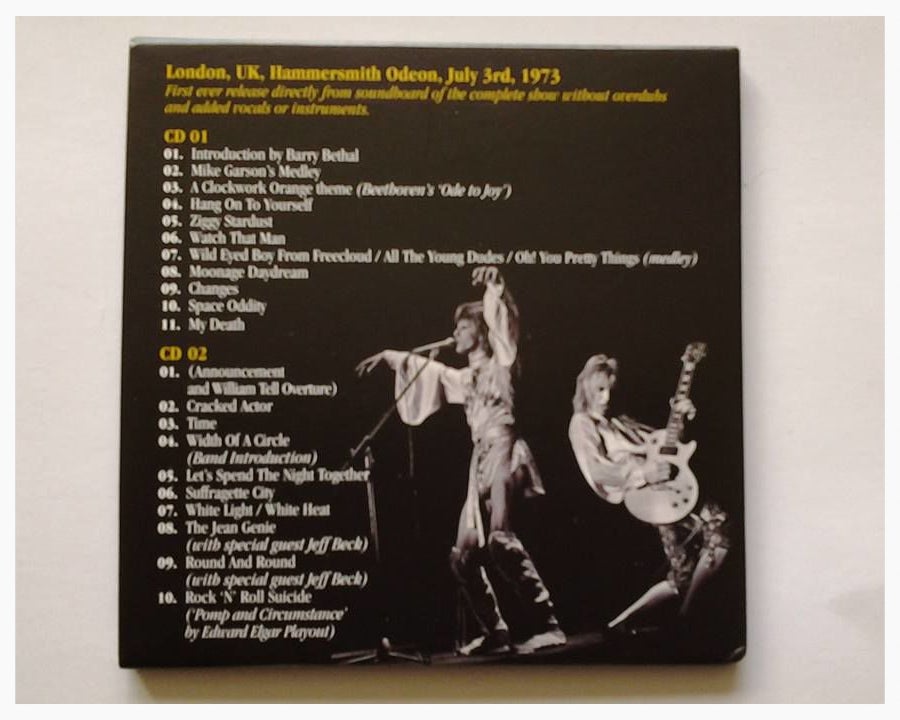 London, UK, Hammersmith Odeon, July 3rd, 1973
First ever release directly from soundboard of the complete show without overdubs
and added vocals or instruments.
CD 01
01. Introduction by Barry Bethal
02. Mike Garson's Medley
03. A Clockwork Orange theme (Beethoven's 'Ode to Joy')
04. Hang On To Yourself
05. Ziggy Stardust
06. Watch That Man
07. Wild Eyed Boy From Freecloud / All The Young Dudes / Oh! You Pretty Things (medley)
08. Moonage Daydream
09. Changes
10. Space Oddity
11. My Death
CD 02
01. (Announcement
and William Tell Overture)
02. Cracked Actor
03. Time
04. Width Of A Circle
(Band Introduction)
05. Let's Spend The Night Together
06. Suffragette City
07. White Light / White Heat
08. The Jean Genie
(with special guest Jeff Beck)
09. Round And Round
(with special guest Jeff Beck)
10. Rock 'N' Roll Suicide
('Pomp and Circumstance'
by Edward Elgar Playout)